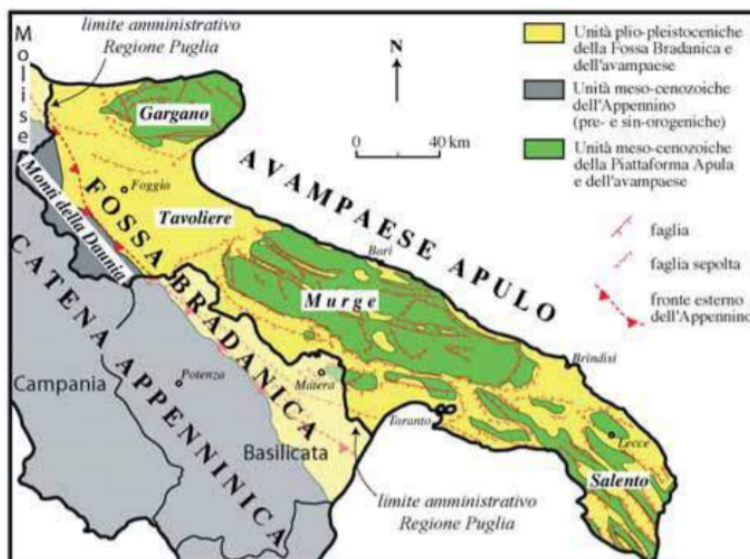 Molise
limite amministrativo
Regione Puglia
N
0
40 km
Unità plio-pleistoceniche
della Fossa Bradanica e
dell'avampaese
Unità meso-cenozoiche
dell'Appennino
(pre- e sin-orogeniche)
Unità meso-cenozoiche
della Piattaforma Apula
e dell'avampaese
faglia
faglia sepolta
fronte esterno
dell'Appennino
Gargano
Foggia
Tavoliere
Monti della Daunia
FOSSA BRADANICA
AVAMPAESE APULO
CATENA APPENNINICA
Bari
Murge
Brindisi
Campania
Potenza
Matera
Taranto
Basilicata
Lecce
Salento
limite amministrativo
Regione Puglia